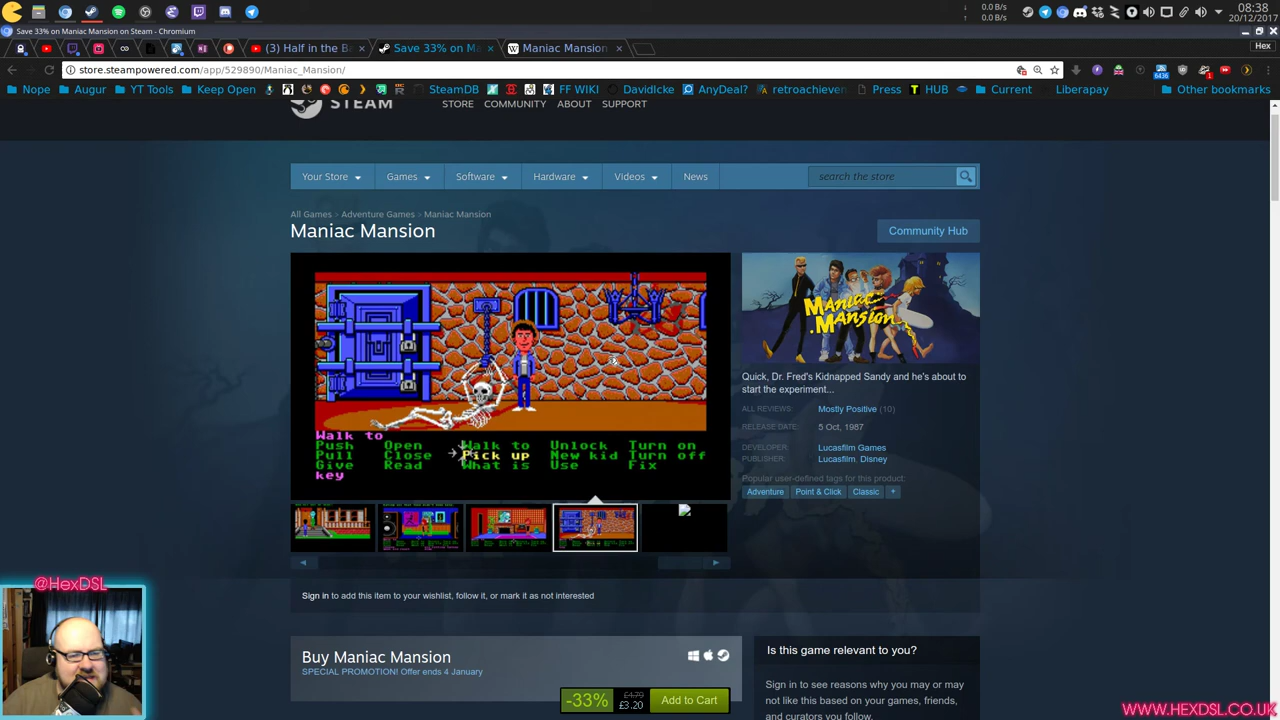 0.0 B/s
0.0 B/s
08:38
20/12/2017
Save 33% on Maniac Mansion on Steam - Chromium
(3) Half in the Ba
Save 33% on Ma
Maniac Mansion
Hex
store.steampowered.com/app/529890/Maniac_Mansion/
6436
1
Nope
Augur
YT Tools
Keep Open
SteamDB
FF WIKI
DavidIcke
AnyDeal?
retroachieven
Press
HUB
Current
Liberapay
Other bookmarks
STEAM
STORE COMMUNITY ABOUT SUPPORT
Your Store Games Software Hardware Videos News
search the store
All Games > Adventure Games > Maniac Mansion
Maniac Mansion
Community Hub
MANIAC MANSION
Walk to
Push Open Walk to Unlock Turn on
Pull Close Pick up New kid Turn off
Give Read What is Use Fix
key
Quick, Dr. Fred's Kidnapped Sandy and he's about to
start the experiment...
ALL REVIEWS: Mostly Positive (10)
RELEASE DATE: 5 Oct, 1987
DEVELOPER: Lucasfilm Games
PUBLISHER: Lucasfilm, Disney
Popular user-defined tags for this product:
Adventure Point & Click Classic +
@HexDSL
Sign in to add this item to your wishlist, follow it, or mark it as not interested
Buy Maniac Mansion
SPECIAL PROMOTION! Offer ends 4 January
-33% £4.79 £3.20 Add to Cart
Is this game relevant to you?
Sign in to see reasons why you may or may
not like this based on your games, friends,
and curators you follow.
WWW.HEXDSL.CO.UK